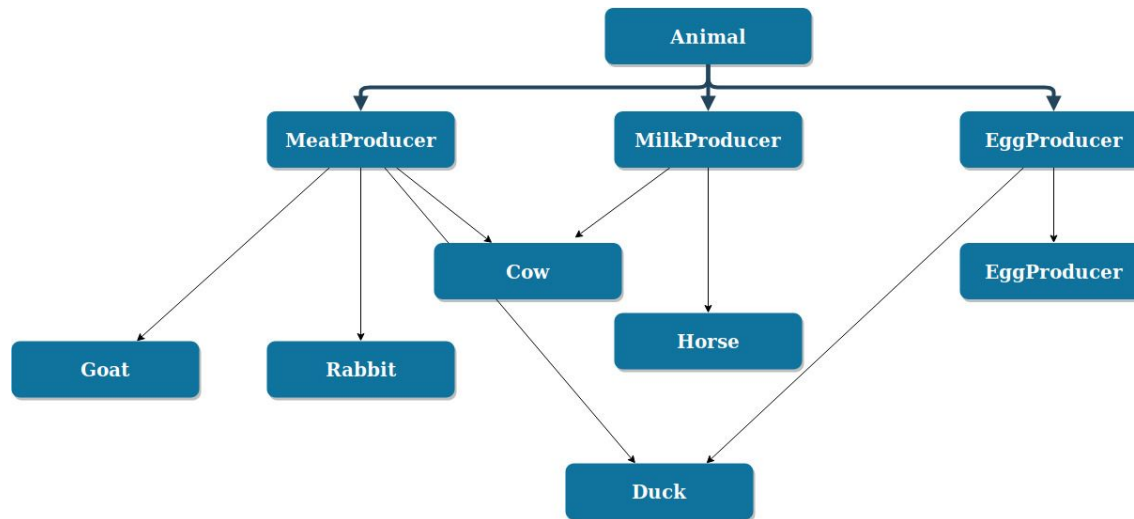 Animal
MeatProducer
MilkProducer
EggProducer
Cow
EggProducer
Horse
Goat
Rabbit
Duck